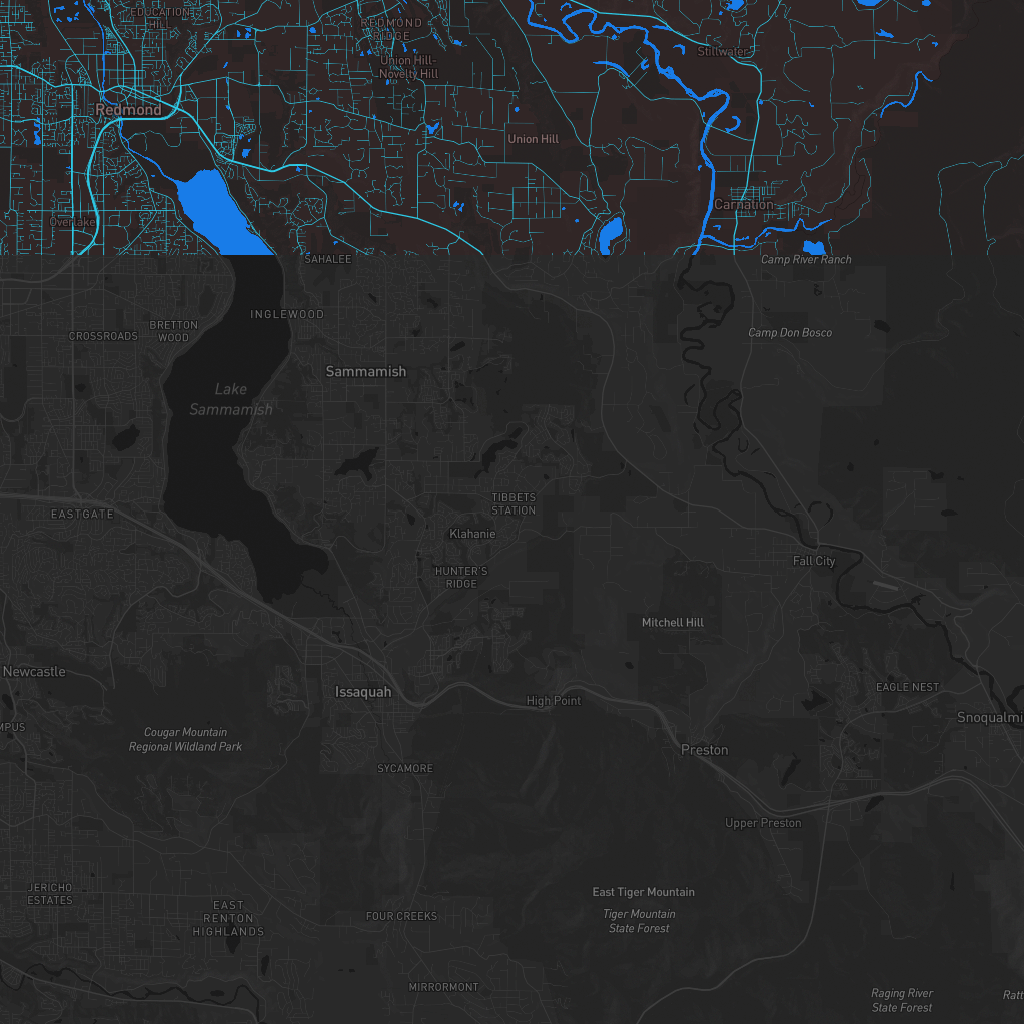 EDUCATION
HILL
REDMOND
RIDGE
Union Hill-
Novelty Hill
Stillwater
Redmond
Union Hill
Carnation
Overlake
SAHALEE
Camp River Ranch
INGLEWOOD
BRETTON
WOOD
CROSSROADS
Camp Don Bosco
Sammamish
Lake
Sammamish
TIBBETS
STATION
EASTGATE
Klahanie
Fall City
HUNTER'S
RIDGE
Mitchell Hill
Newcastle
EAGLE NEST
Issaquah
High Point
Snoqualmi
MPUS
Cougar Mountain
Regional Wildland Park
Preston
SYCAMORE
Upper Preston
JERICHO
ESTATES
East Tiger Mountain
EAST
RENTON
HIGHLANDS
FOUR CREEKS
Tiger Mountain
State Forest
MIRRORMONT
Raging River
State Forest
Ratt